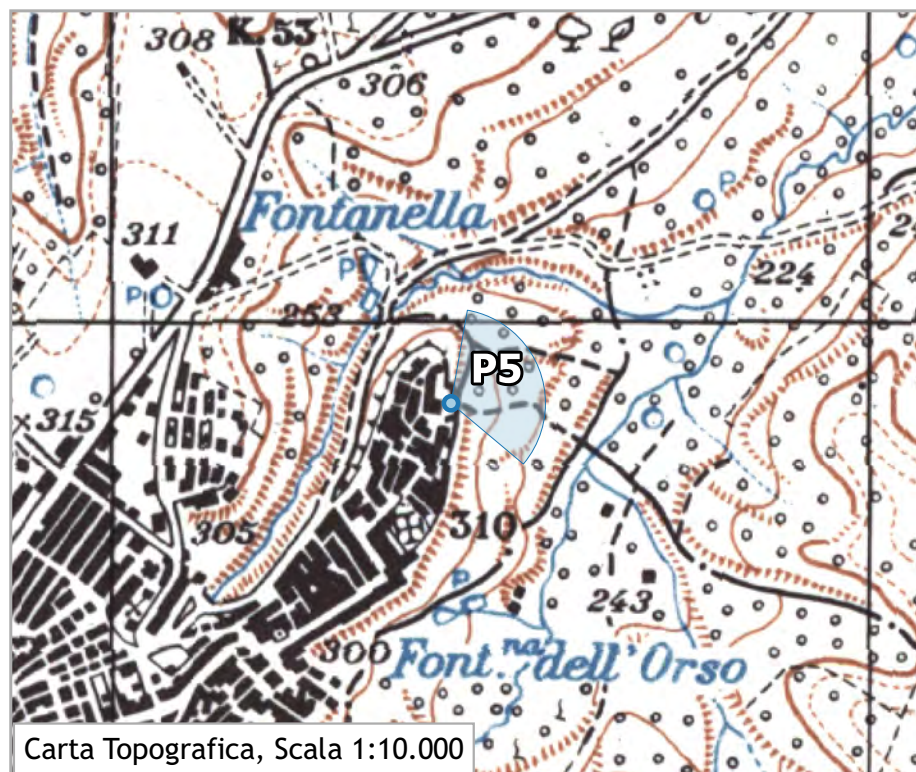 308 K.53
306
Fontanella
P
311
P
P
224
253
P5
315
305
310
P
243
300
Font.na dell'Orso
Carta Topografica, Scala 1:10.000